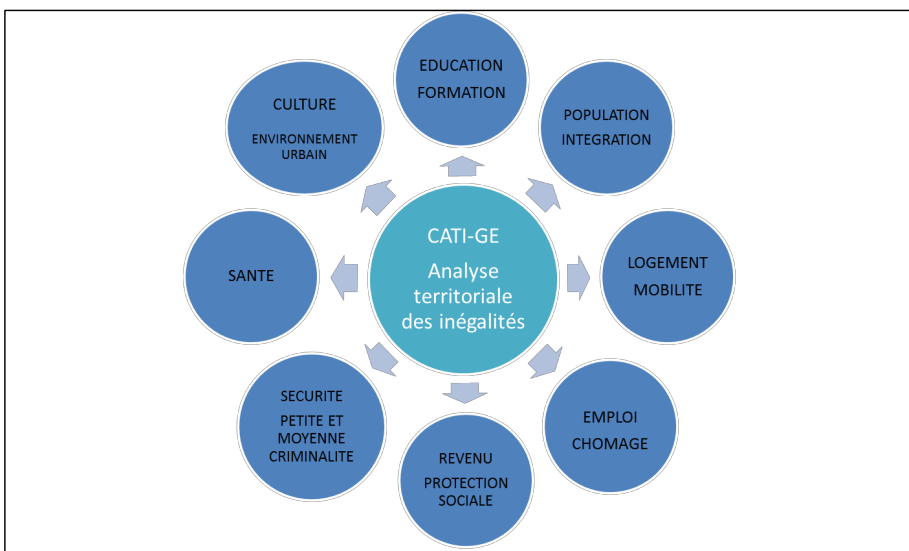 EDUCATION
FORMATION
POPULATION
INTEGRATION
LOGEMENT
MOBILITE
EMPLOI
CHOMAGE
REVENU
PROTECTION
SOCIALE
SECURITE
PETITE ET
MOYENNE
CRIMINALITE
SANTE
CULTURE
ENVIRONNEMENT
URBAIN
CATI-GE
Analyse
territoriale
des inégalités